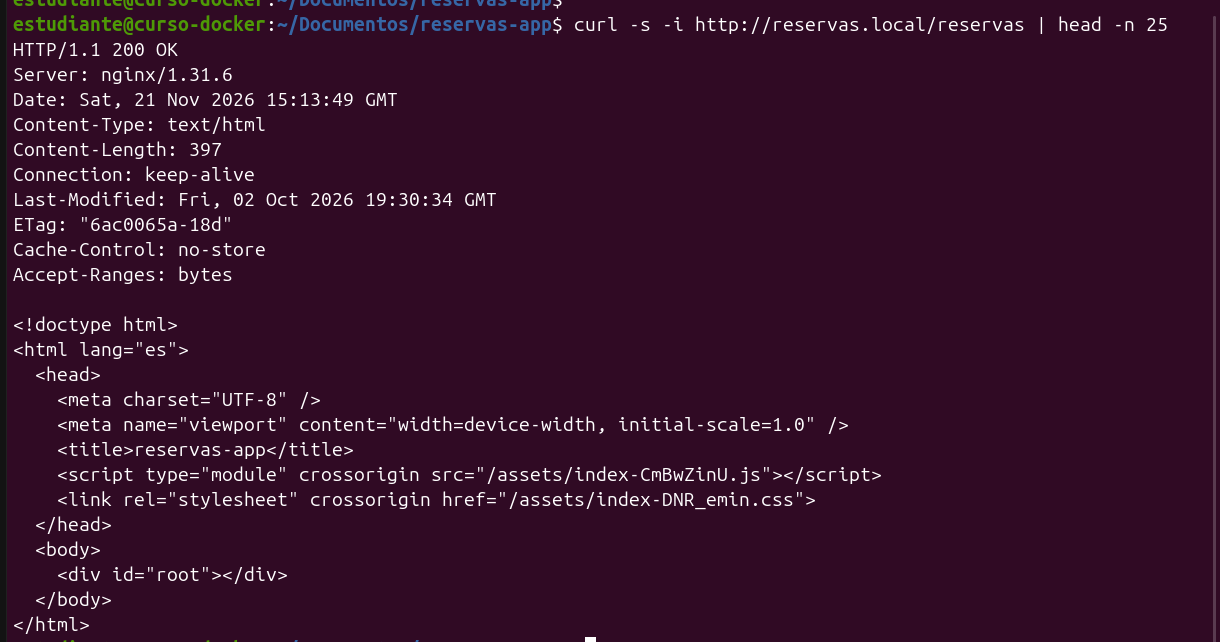 estudiante@curso-docker:~/Documentos/reservas-app$
estudiante@curso-docker:~/Documentos/reservas-app$ curl -s -i http://reservas.local/reservas | head -n 25
HTTP/1.1 200 OK
Server: nginx/1.31.6
Date: Sat, 21 Nov 2026 15:13:49 GMT
Content-Type: text/html
Content-Length: 397
Connection: keep-alive
Last-Modified: Fri, 02 Oct 2026 19:30:34 GMT
ETag: "6ac0065a-18d"
Cache-Control: no-store
Accept-Ranges: bytes

<!doctype html>
<html lang="es">
  <head>
    <meta charset="UTF-8" />
    <meta name="viewport" content="width=device-width, initial-scale=1.0" />
    <title>reservas-app</title>
    <script type="module" crossorigin src="/assets/index-CmBwZinU.js"></script>
    <link rel="stylesheet" crossorigin href="/assets/index-DNR_emin.css">
  </head>
  <body>
    <div id="root"></div>
  </body>
</html>